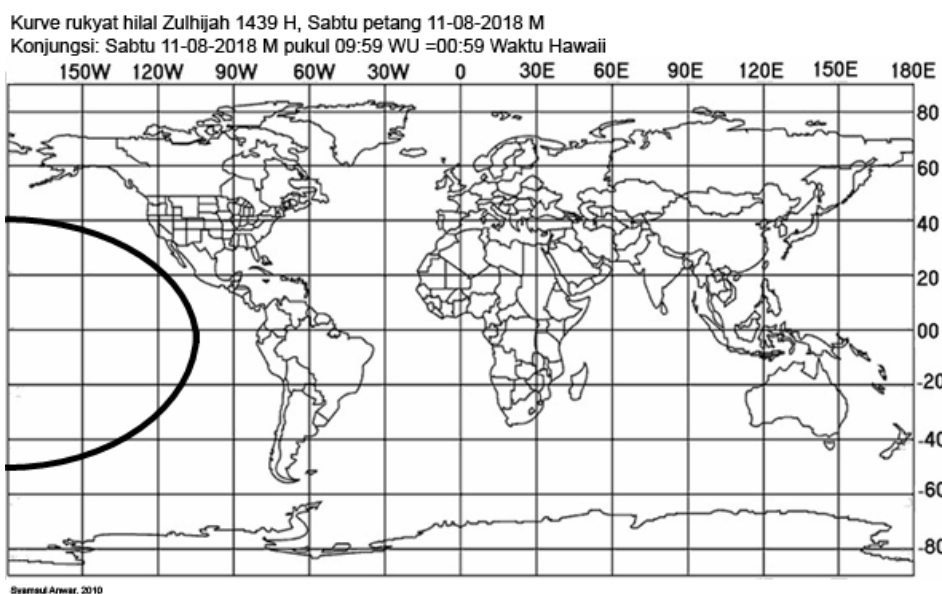 Kurve rukyat hilal Zulhijah 1439 H, Sabtu petang 11-08-2018 M
Konjungsi: Sabtu 11-08-2018 M pukul 09:59 WU =00:59 Waktu Hawaii
150W 120W 90W 60W 30W 0 30E 60E 90E 120E 150E 180E
80
60
40
20
00
-20
-40
-60
-80
Syamsul Anwar, 2010